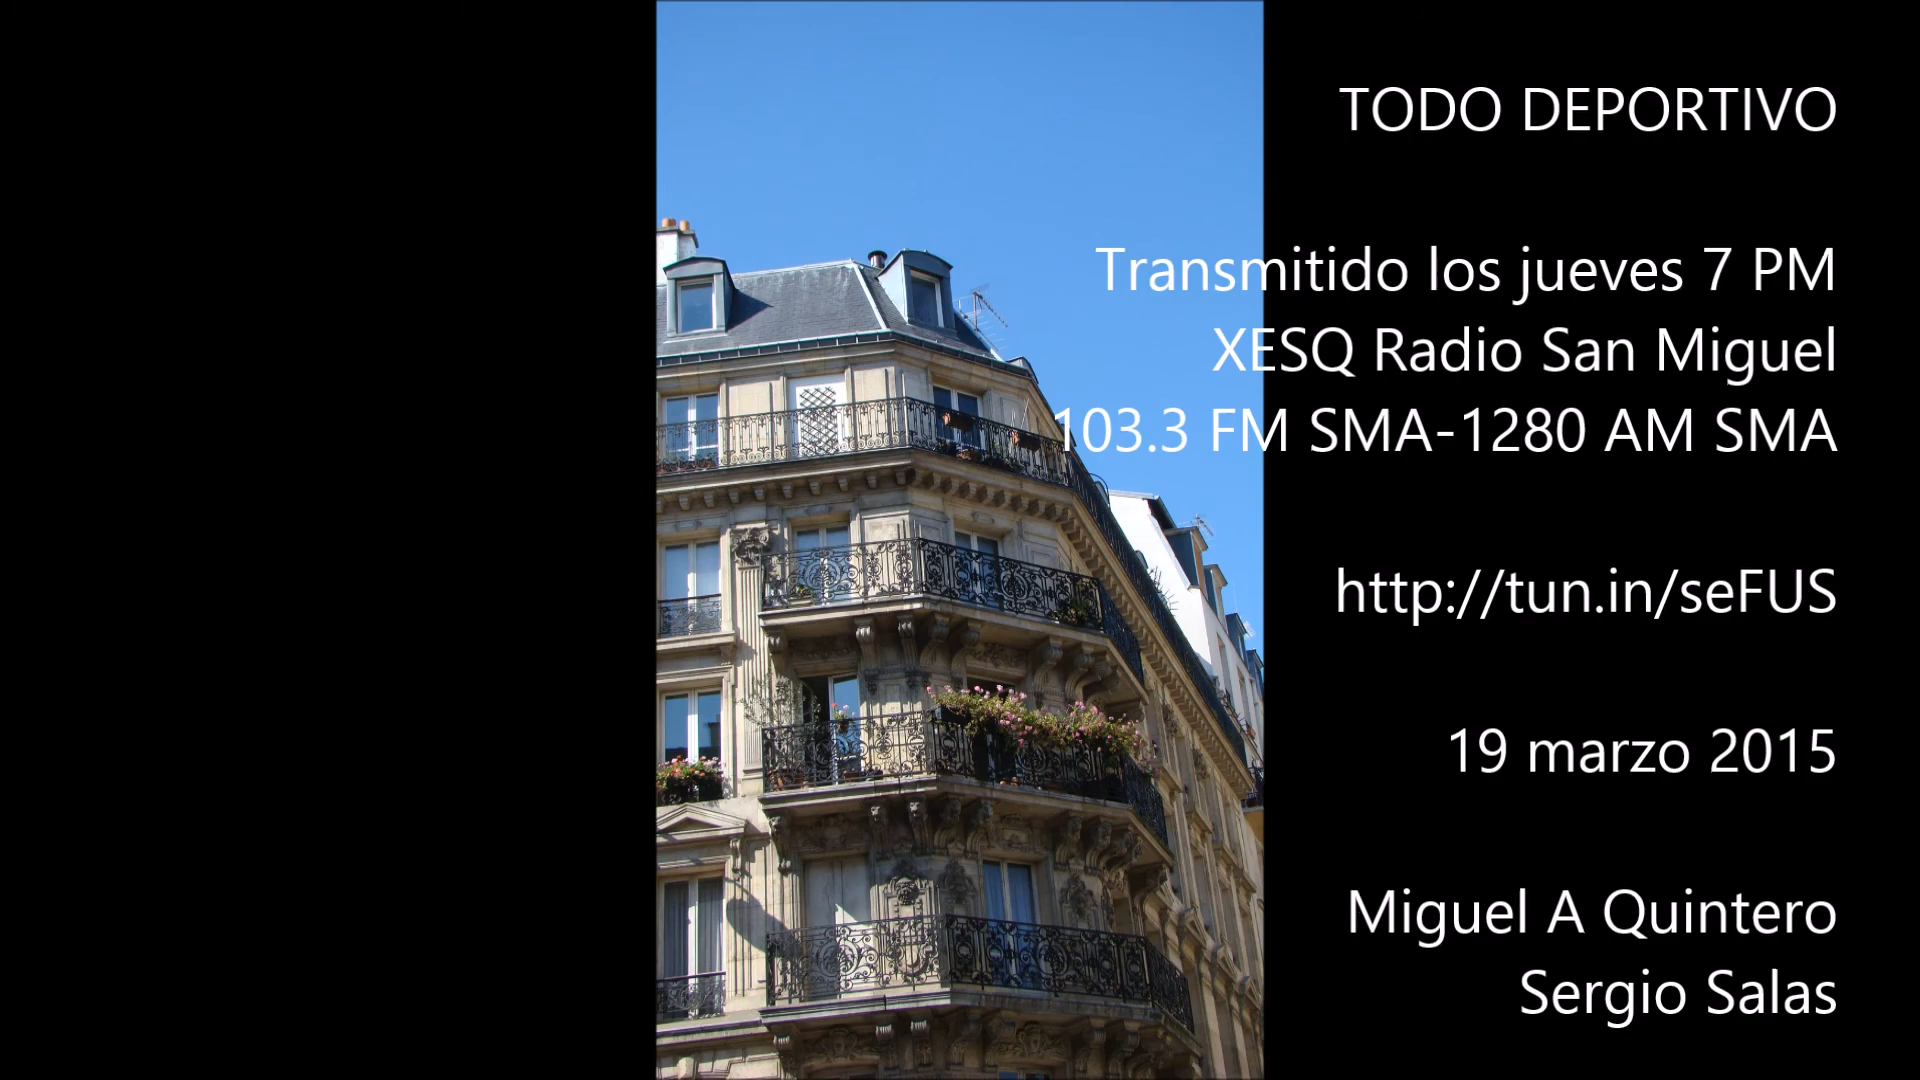 TODO DEPORTIVO
Transmitido los jueves 7 PM
XESQ Radio San Miguel
103.3 FM SMA-1280 AM SMA
http://tun.in/seFUS
19 marzo 2015
Miguel A Quintero
Sergio Salas